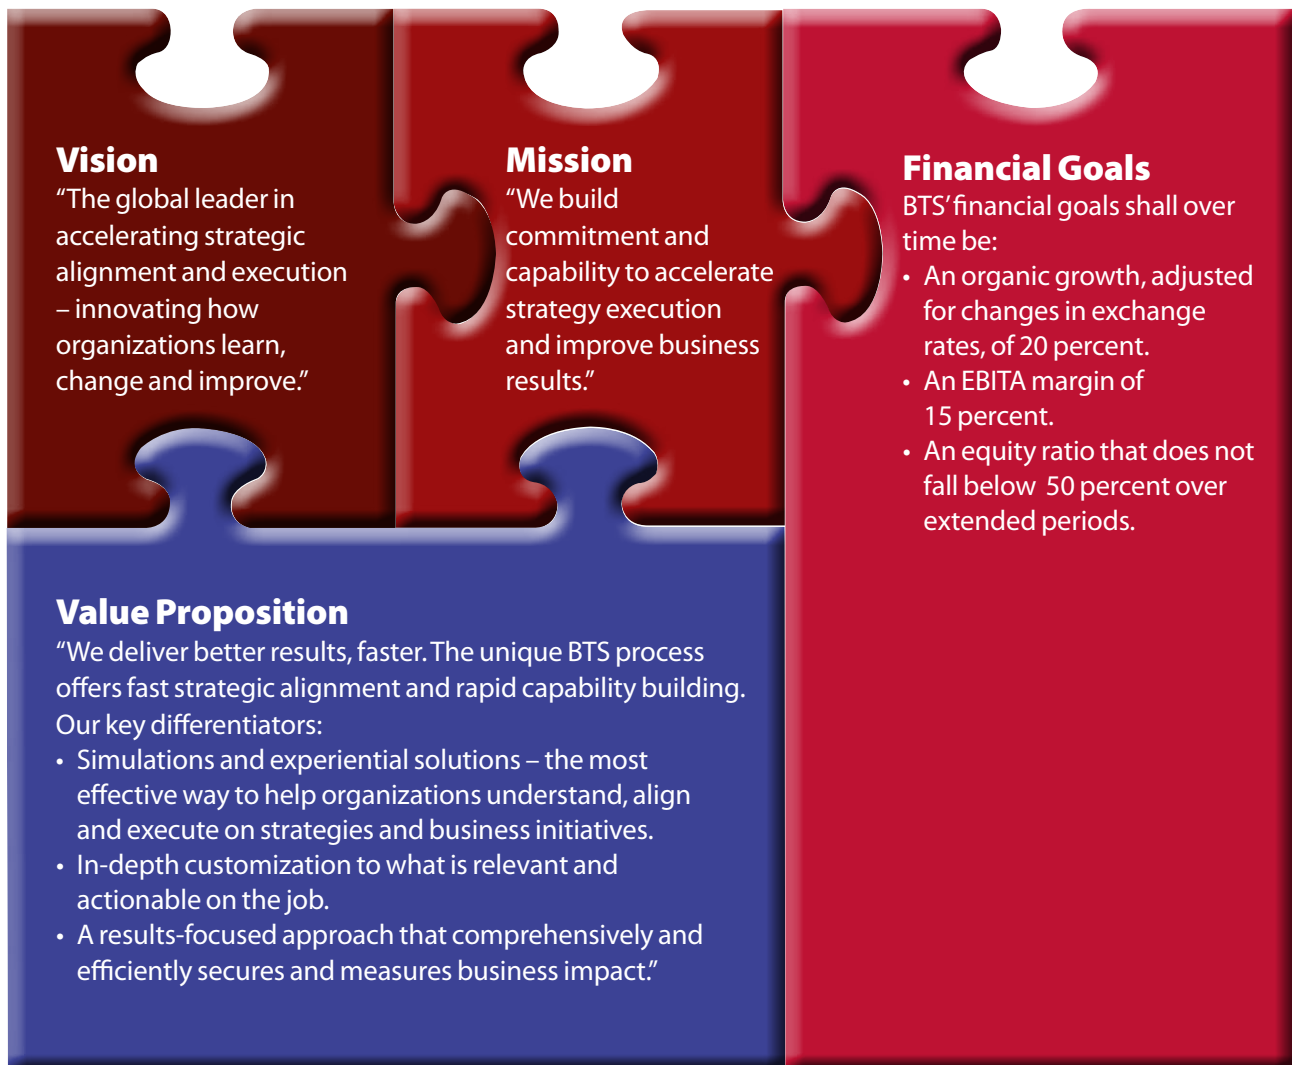 Vision
“The global leader in
accelerating strategic
alignment and execution
– innovating how
organizations learn,
change and improve.”
Mission
“We build
commitment and
capability to accelerate
strategy execution
and improve business
results.”
Financial Goals
BTS’ financial goals shall over
time be:
• An organic growth, adjusted
for changes in exchange
rates, of 20 percent.
• An EBITA margin of
15 percent.
• An equity ratio that does not
fall below 50 percent over
extended periods.
Value Proposition
“We deliver better results, faster. The unique BTS process
offers fast strategic alignment and rapid capability building.
Our key differentiators:
• Simulations and experiential solutions – the most
effective way to help organizations understand, align
and execute on strategies and business initiatives.
• In-depth customization to what is relevant and
actionable on the job.
• A results-focused approach that comprehensively and
efficiently secures and measures business impact.”